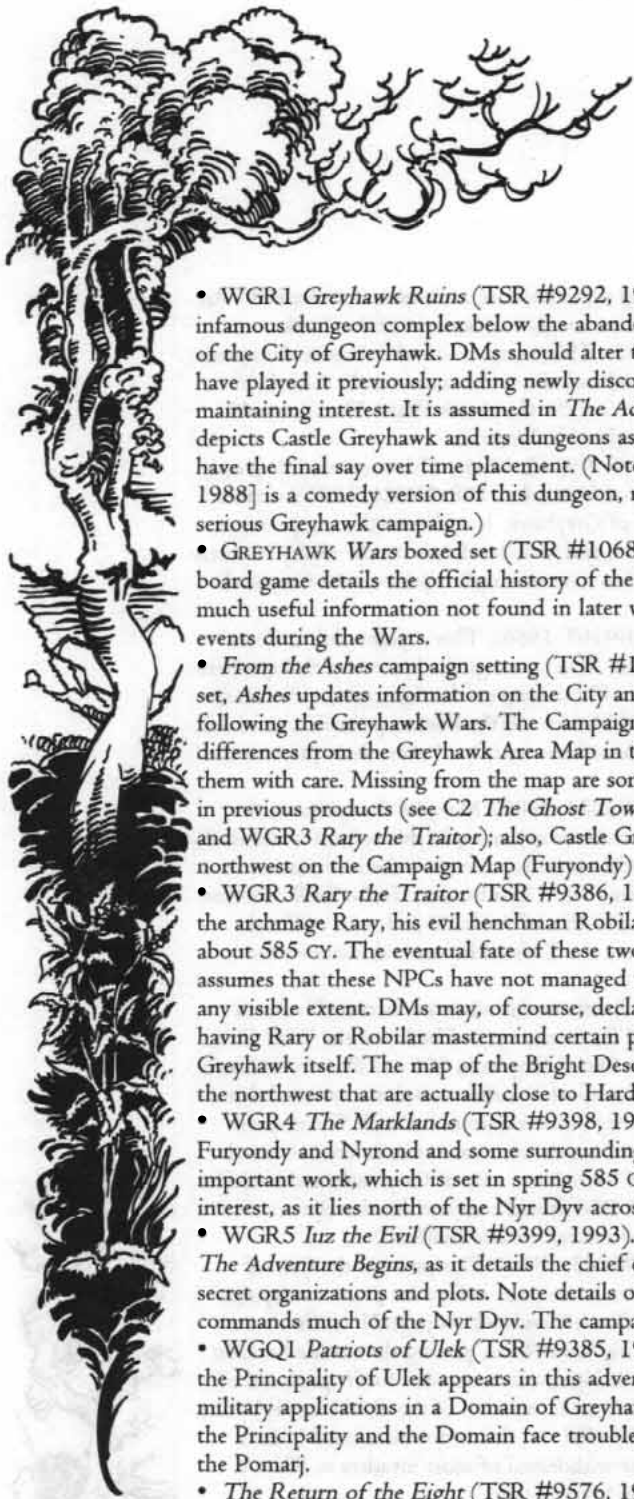 • WGR1 Greyhawk Ruins (TSR #9292, 19
infamous dungeon complex below the aband
of the City of Greyhawk. DMs should alter t
have played it previously; adding newly disco
maintaining interest. It is assumed in The Ad
depicts Castle Greyhawk and its dungeons as
have the final say over time placement. (Note
1988] is a comedy version of this dungeon, n
serious Greyhawk campaign.)
• GREYHAWK Wars boxed set (TSR #1068
board game details the official history of the
much useful information not found in later w
events during the Wars.
• From the Ashes campaign setting (TSR #1
set, Ashes updates information on the City an
following the Greyhawk Wars. The Campaign
differences from the Greyhawk Area Map in t
them with care. Missing from the map are som
in previous products (see C2 The Ghost Tow
and WGR3 Rary the Traitor); also, Castle Gr
northwest on the Campaign Map (Furyondy)
• WGR3 Rary the Traitor (TSR #9386, 1
the archmage Rary, his evil henchman Robila
about 585 CY. The eventual fate of these two
assumes that these NPCs have not managed
any visible extent. DMs may, of course, decla
having Rary or Robilar mastermind certain p
Greyhawk itself. The map of the Bright Dese
the northwest that are actually close to Hard
• WGR4 The Marklands (TSR #9398, 19
Furyondy and Nyrond and some surrounding
important work, which is set in spring 585 C
interest, as it lies north of the Nyr Dyv acros
• WGR5 Iuz the Evil (TSR #9399, 1993).
The Adventure Begins, as it details the chief e
secret organizations and plots. Note details o
commands much of the Nyr Dyv. The campa
• WGQ1 Patriots of Ulek (TSR #9385, 19
the Principality of Ulek appears in this adven
military applications in a Domain of Greyha
the Principality and the Domain face trouble
the Pomarj.
• The Return of the Eight (TSR #9576, 19